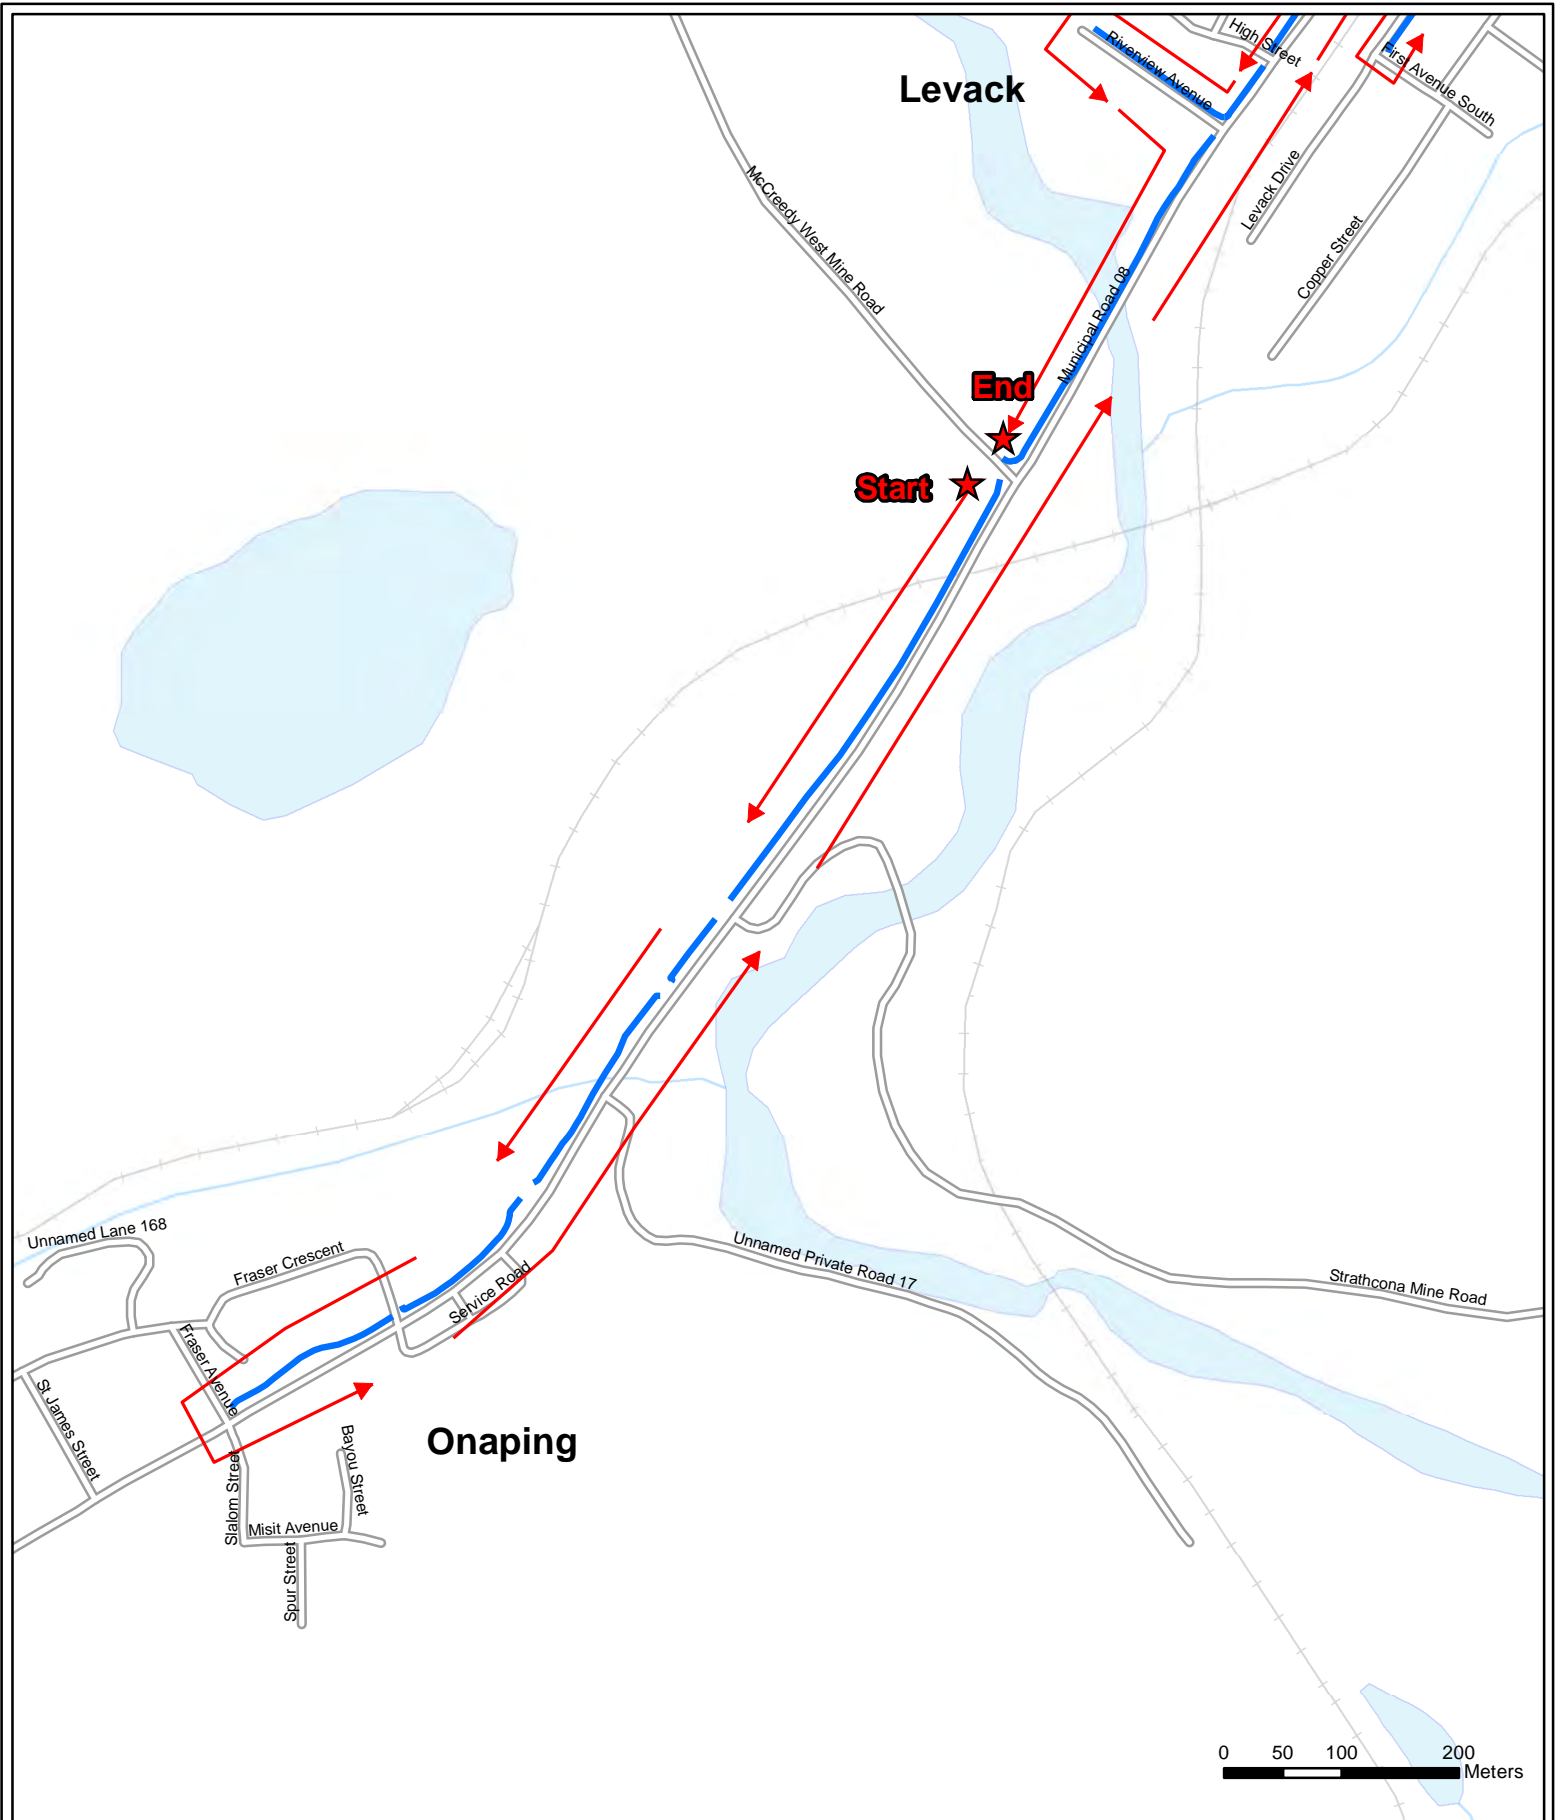 High Street
Riverview Avenue
First Avenue South
Levack
McCreedy West Mine Road
Levack Drive
Copper Street
Municipal Road 08
End
Start
Unnamed Lane 168
Fraser Crescent
Service Road
Unnamed Private Road 17
Strathcona Mine Road
Fraser Avenue
St James Street
Onaping
Bayou Street
Slalom Street
Misit Avenue
Spur Street
0 50 100 200
Meters